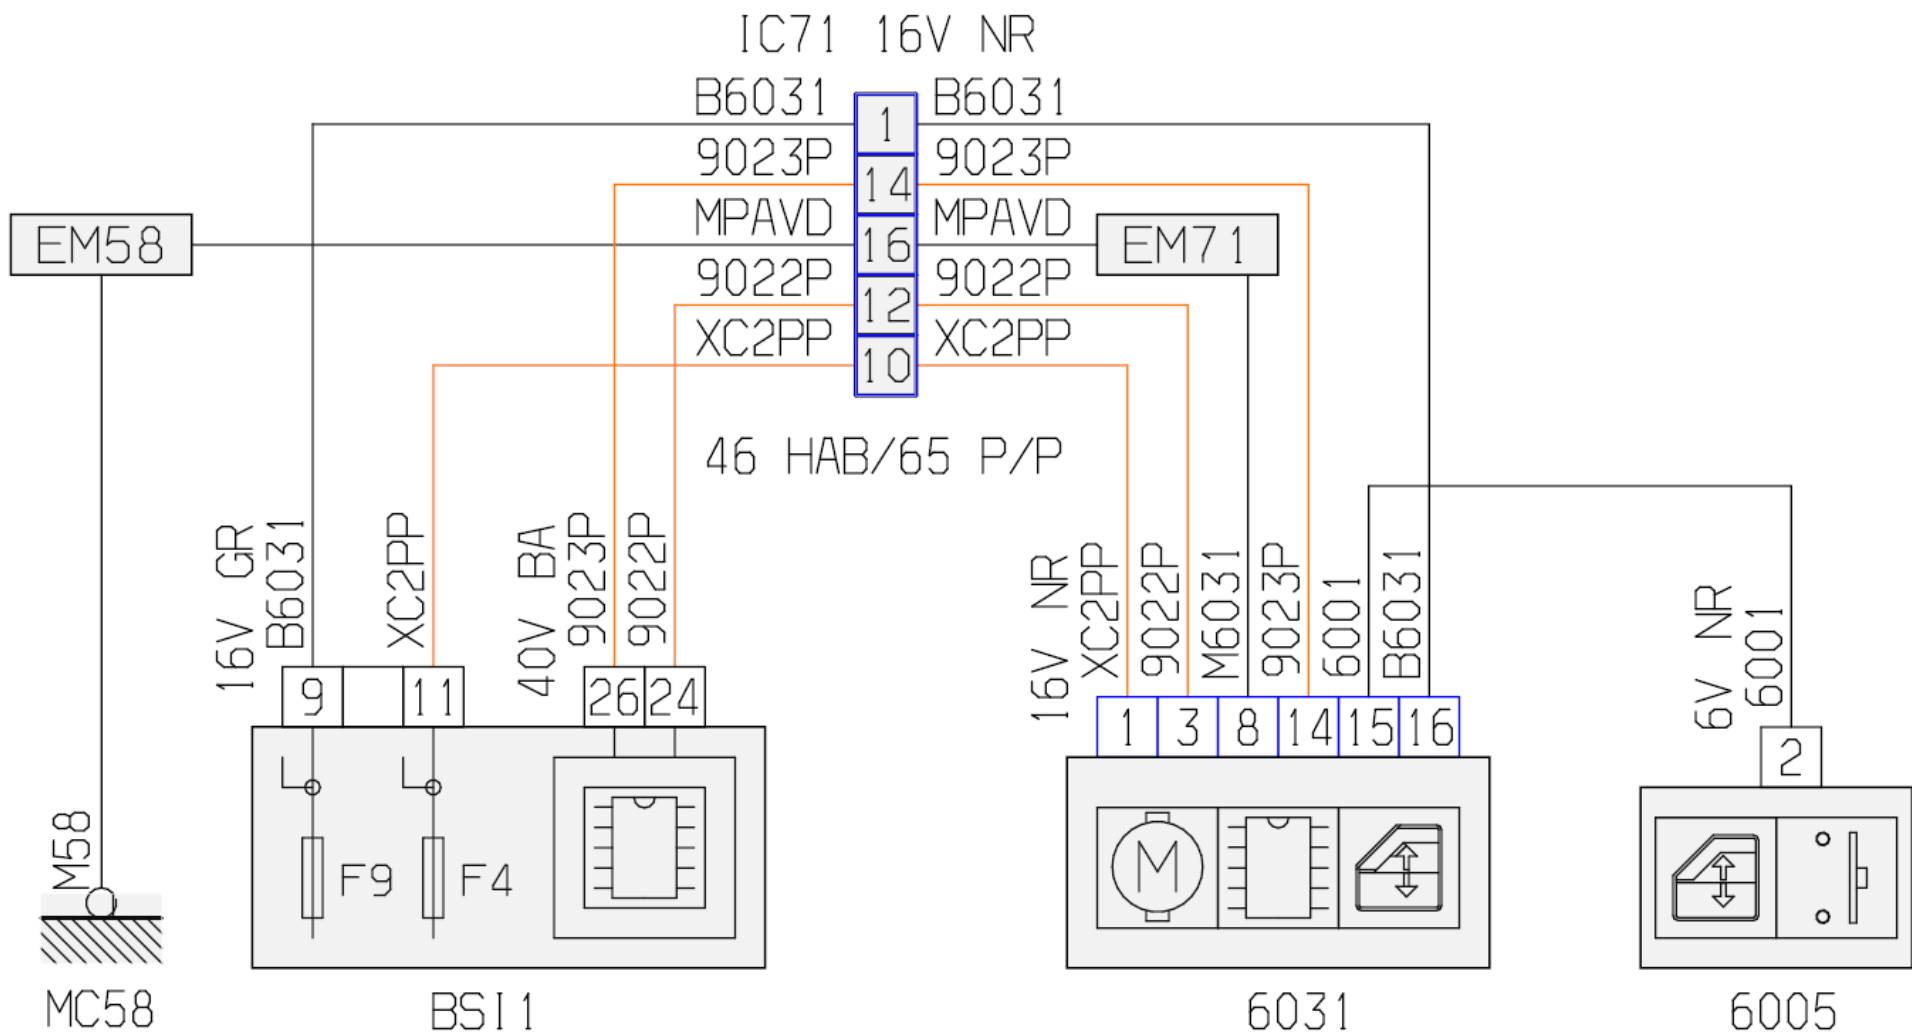 IC71 16V NR
B6031 1 B6031
9023P 14 9023P
EM58 MPAVD 16 MPAVD EM71
9022P 12 9022P
XC2PP 10 XC2PP
46 HAB/65 P/P
16V GR
B6031
XC2PP
40V BA
9023P
9022P
16V NR
XC2PP
9022P
M6031
9023P
6001
B6031
6V NR
6001
9 11 26 24
1 3 8 14 15 16
2
M58
F9 F4
M
MC58 BSI1 6031 6005